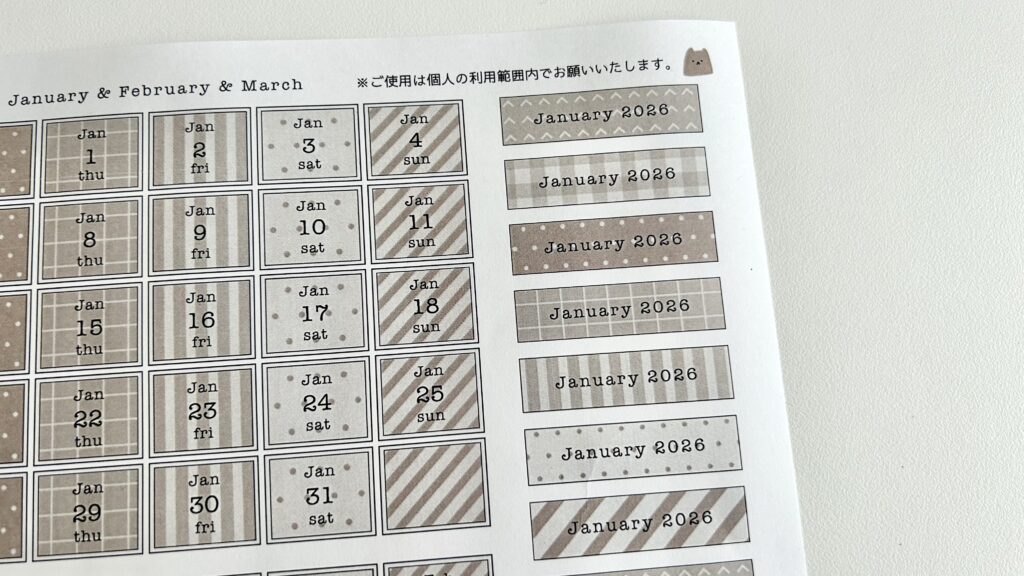 January & February & March
※ご使用は個人の利用範囲内でお願いいたします。
Jan
1
thu
Jan
2
fri
Jan
3
sat
Jan
4
sun
Jan
8
thu
Jan
9
fri
Jan
10
sat
Jan
11
sun
Jan
15
thu
Jan
16
fri
Jan
17
sat
Jan
18
sun
Jan
22
thu
Jan
23
fri
Jan
24
sat
Jan
25
sun
Jan
29
thu
Jan
30
fri
Jan
31
sat
January 2026
January 2026
January 2026
January 2026
January 2026
January 2026
January 2026